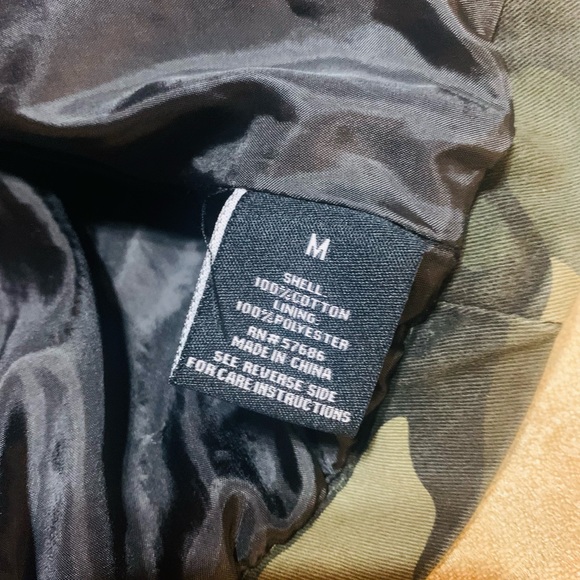 M
SHELL
100%COTTON
LINING
100%POLYESTER
RN# 57686
MADE IN CHINA
SEE REVERSE SIDE
FOR CARE INSTRUCTIONS